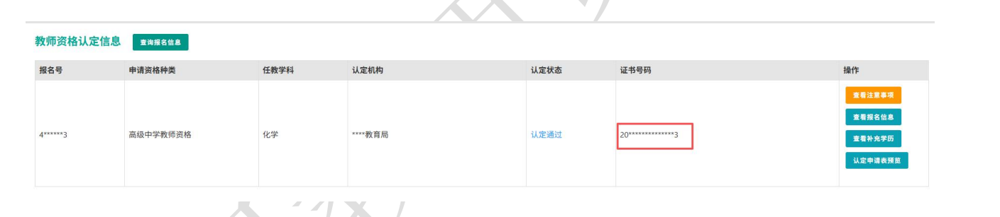 教师资格认定信息 查询报名信息
报名号 申请资格种类 任教学科 认定机构 认定状态 证书号码 操作
查看注意事项
查看报名信息
4******3 高级中学教师资格 化学 ****教育局 认定通过 20**************3
查看补充学历
认定申请表预览